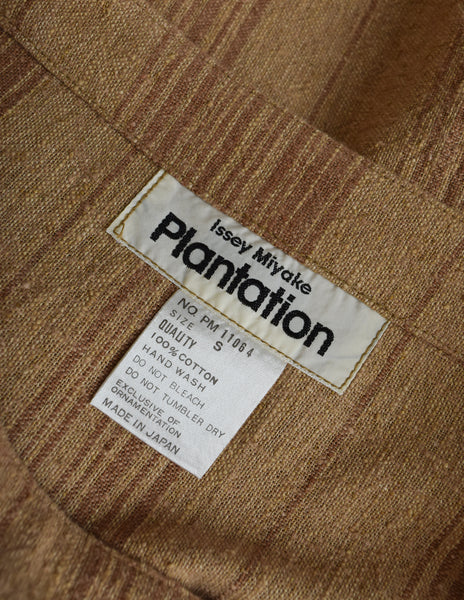 Issey Miyake
Plantation
NO. PM 11064
SIZE S
QUALITY
100% COTTON
HAND WASH
DO NOT BLEACH
DO NOT TUMBLER DRY
EXCLUSIVE OF
ORNAMENTATION
MADE IN JAPAN